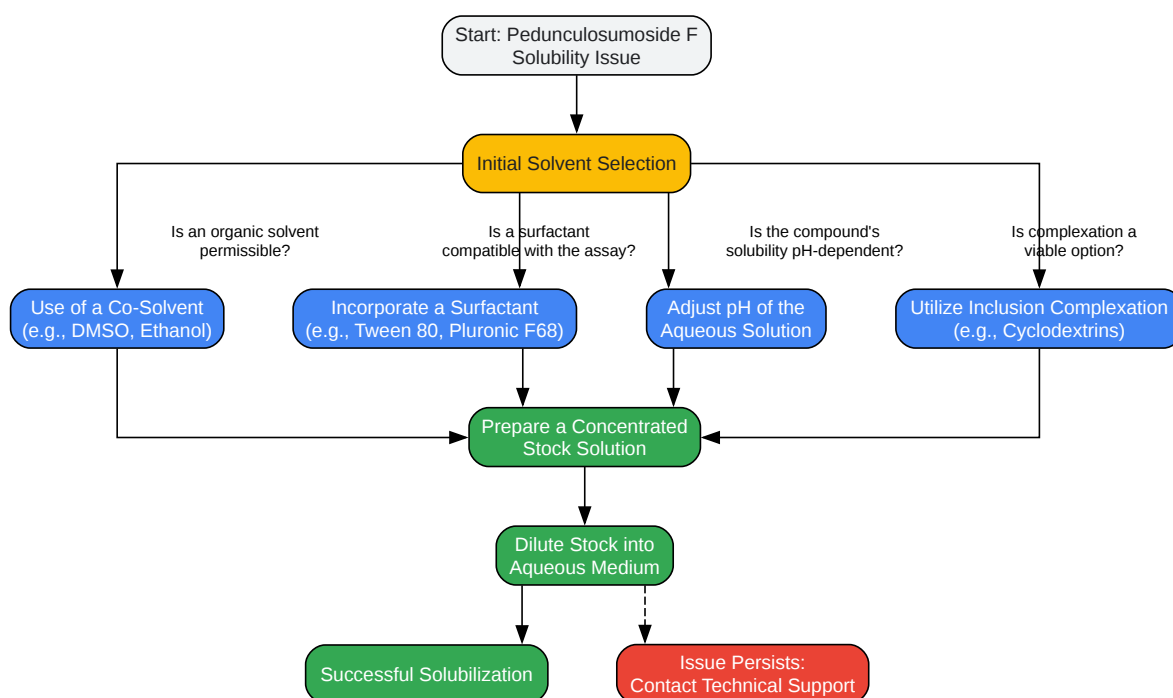 Start: Pedunculosumoside F
Solubility Issue
Initial Solvent Selection
Is an organic solvent
permissible?
Is a surfactant
compatible with the assay?
Is the compound's
solubility pH-dependent?
Is complexation a
viable option?
Use of a Co-Solvent
(e.g., DMSO, Ethanol)
Incorporate a Surfactant
(e.g., Tween 80, Pluronic F68)
Adjust pH of the
Aqueous Solution
Utilize Inclusion Complexation
(e.g., Cyclodextrins)
Prepare a Concentrated
Stock Solution
Dilute Stock into
Aqueous Medium
Successful Solubilization
Issue Persists:
Contact Technical Support